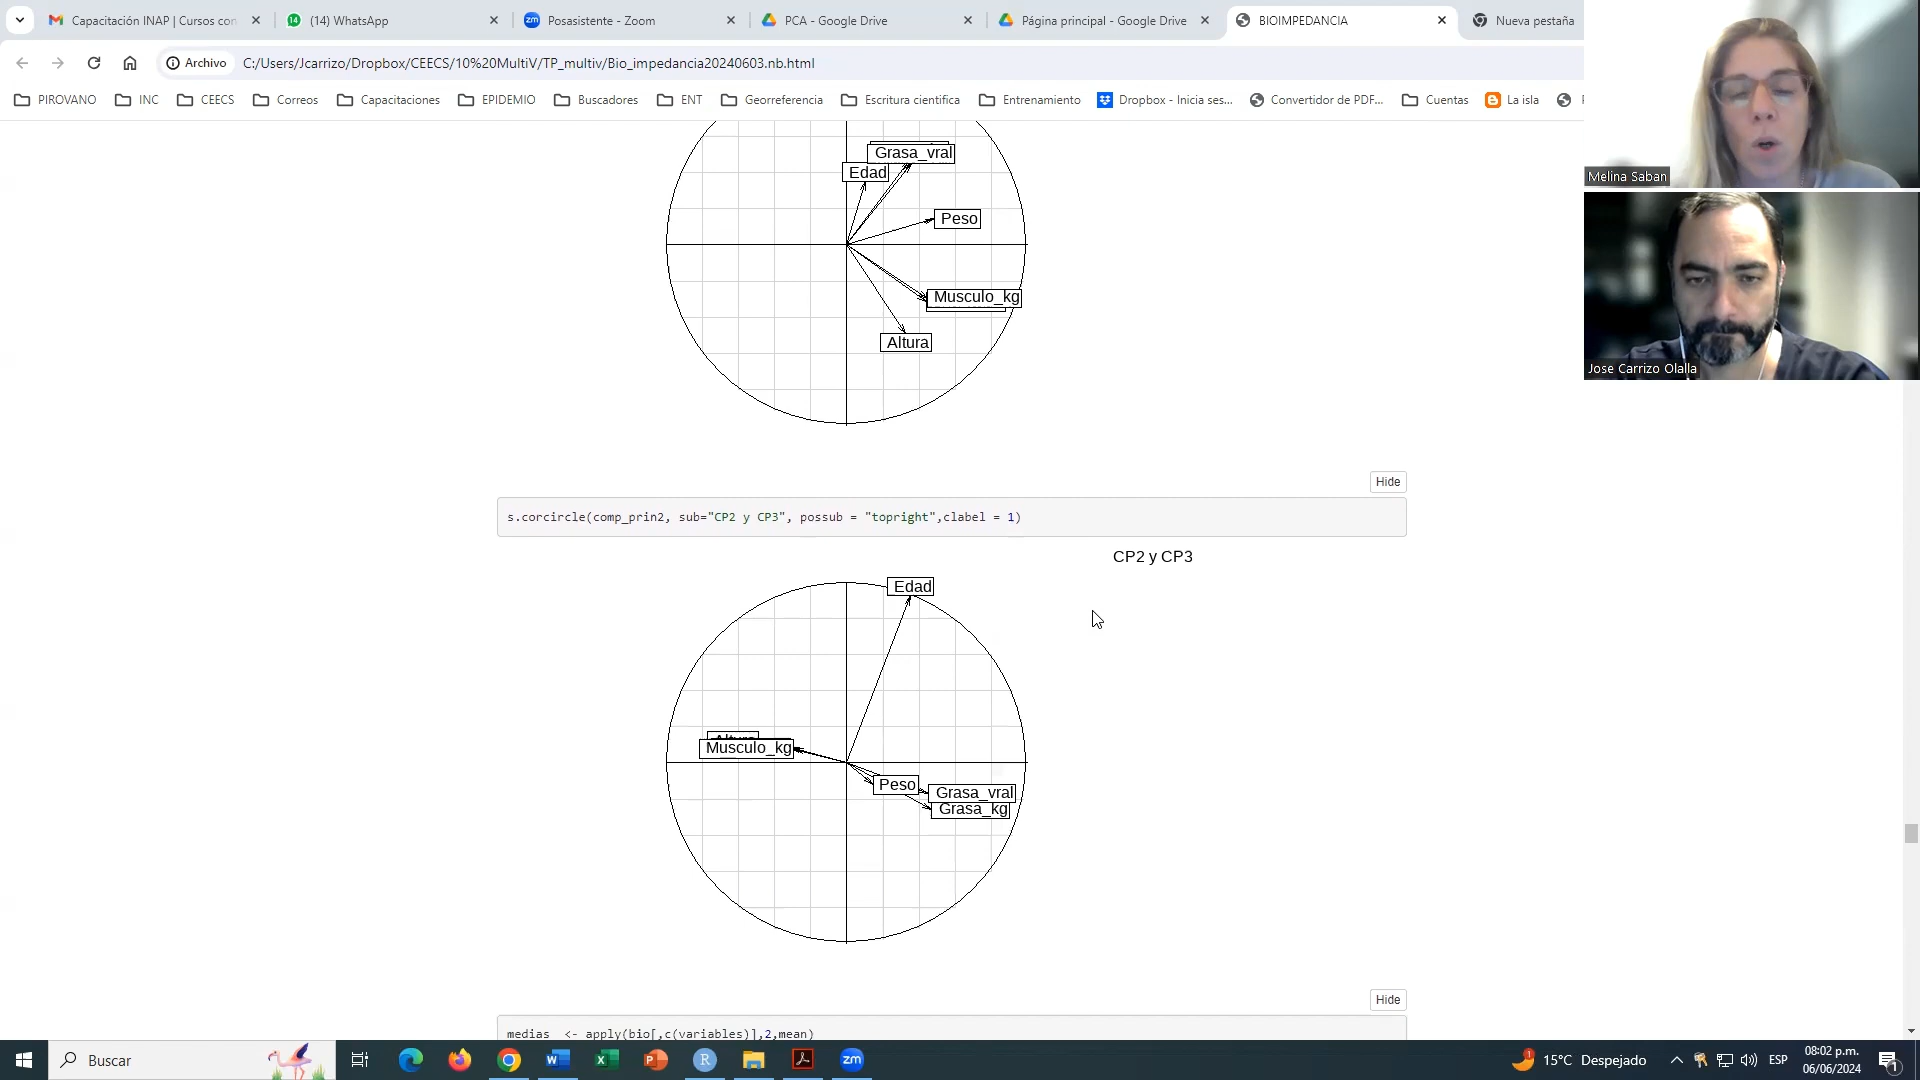 Capacitación INAP | Cursos con
(14) WhatsApp
Posasistente - Zoom
PCA - Google Drive
Página principal - Google Drive
BIOIMPEDANCIA
Nueva pestaña
Archivo
C:/Users/Jcarrizo/Dropbox/CEECS/10%20MultiV/TP_multiv/Bio_impedancia20240603.nb.html
PIROVANO
INC
CEECS
Correos
Capacitaciones
EPIDEMIO
Buscadores
ENT
Georreferencia
Escritura cientifica
Entrenamiento
Dropbox - Inicia ses...
Convertidor de PDF...
Cuentas
La isla
Melina Saban
Jose Carrizo Olalla
Grasa_vral
Edad
Peso
Musculo_kg
Altura
Hide
s.corcircle(comp_prin2, sub="CP2 y CP3", possub = "topright",clabel = 1)
CP2 y CP3
Edad
Altura
Musculo_kg
Peso
Grasa_vral
Grasa_kg
Hide
medias <- apply(bio[,c(variables)],2,mean)
Buscar
15°C Despejado
ESP
08:02 p.m.
06/06/2024